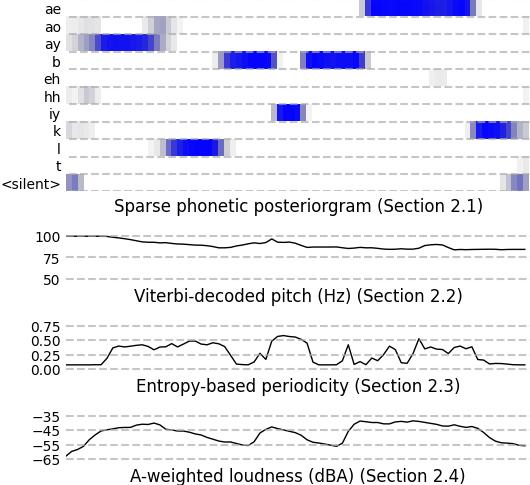 ae
ao
ay
b
eh
hh
iy
k
l
t
<silent>
Sparse phonetic posteriorgram (Section 2.1)
100
75
50
Viterbi-decoded pitch (Hz) (Section 2.2)
0.75
0.50
0.25
0.00
Entropy-based periodicity (Section 2.3)
−35
−45
−55
−65
A-weighted loudness (dBA) (Section 2.4)